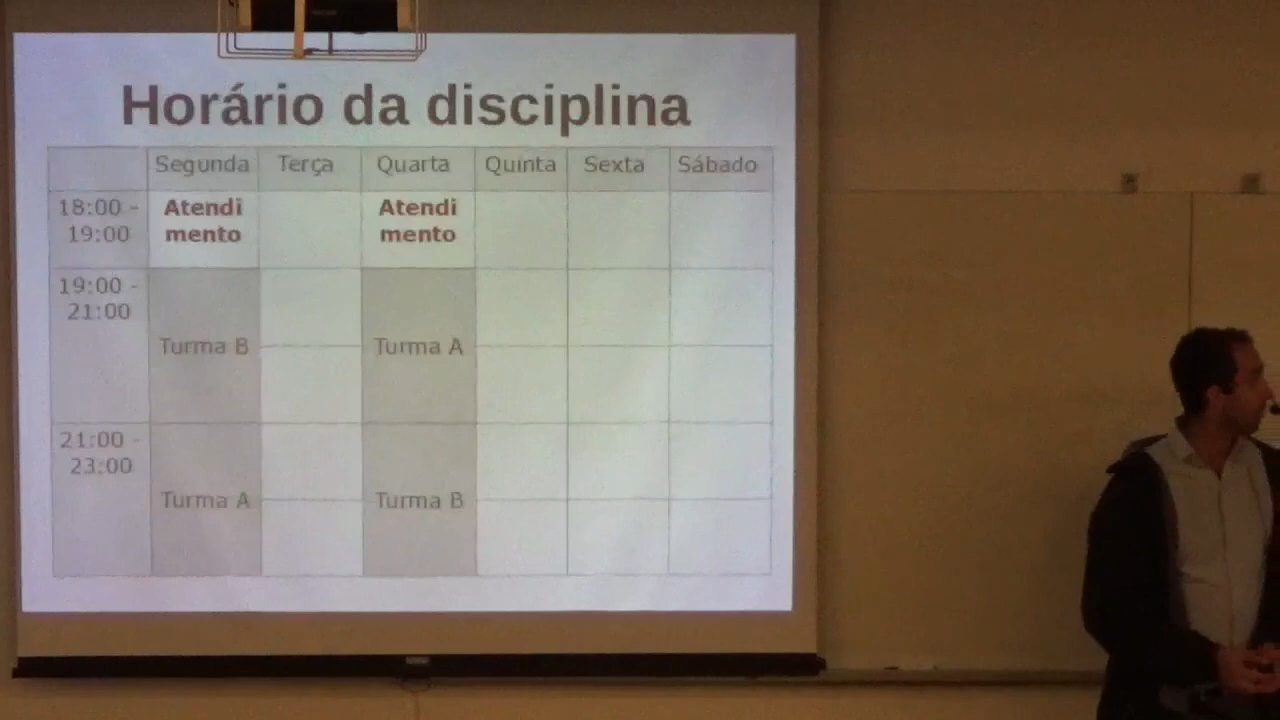 Horário da disciplina
Segunda Terça Quarta Quinta Sexta Sábado
18:00 - Atendi Atendi
19:00 mento mento
19:00 -
21:00
Turma B Turma A
21:00 -
23:00
Turma A Turma B